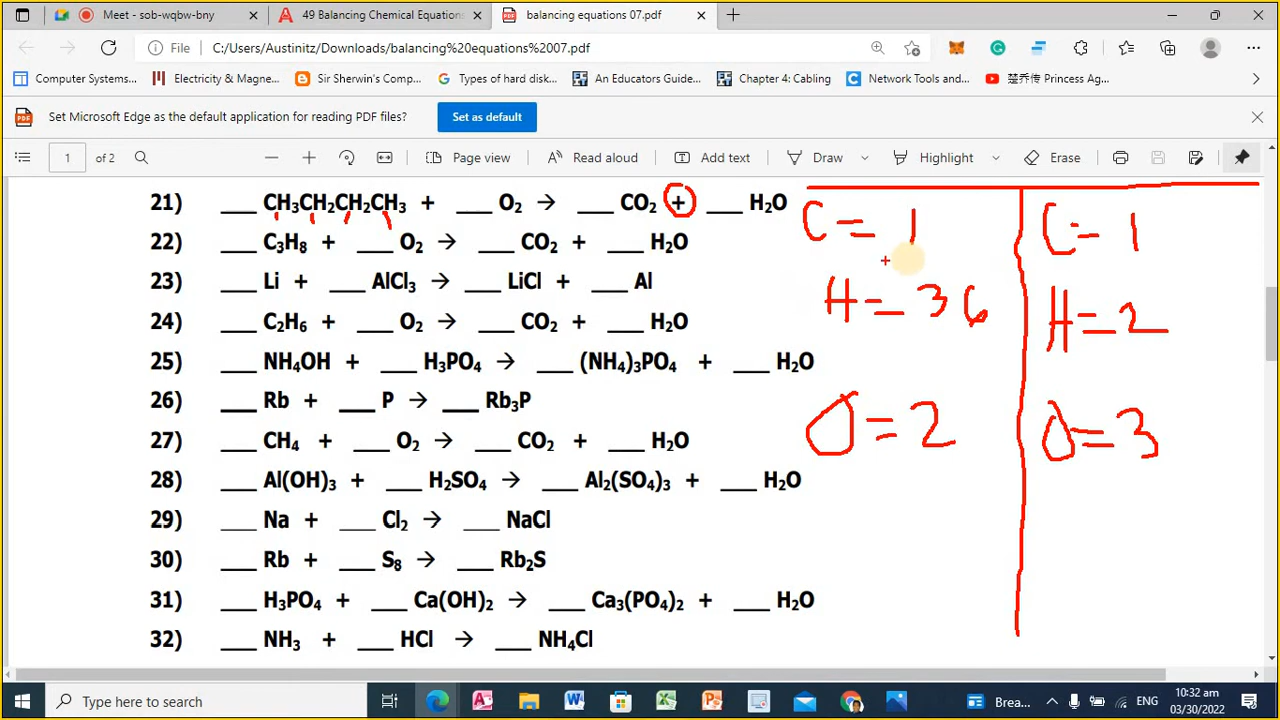 Meet - sob-wqbw-bny
49 Balancing Chemical Equations
balancing equations 07.pdf
File C:/Users/Austinitz/Downloads/balancing%20equations%2007.pdf
Computer Systems... Electricity & Magne... Sir Sherwin's Comp... Types of hard disk... An Educators Guide... Chapter 4: Cabling Network Tools and... 楚乔传 Princess Ag...
Set Microsoft Edge as the default application for reading PDF files? Set as default
1 of 2 Page view Read aloud Add text Draw Highlight Erase
21) ___ CH3CH2CH2CH3 + ___ O2 → ___ CO2 + ___ H2O
22) ___ C3H8 + ___ O2 → ___ CO2 + ___ H2O
23) ___ Li + ___ AlCl3 → ___ LiCl + ___ Al
24) ___ C2H6 + ___ O2 → ___ CO2 + ___ H2O
25) ___ NH4OH + ___ H3PO4 → ___ (NH4)3PO4 + ___ H2O
26) ___ Rb + ___ P → ___ Rb3P
27) ___ CH4 + ___ O2 → ___ CO2 + ___ H2O
28) ___ Al(OH)3 + ___ H2SO4 → ___ Al2(SO4)3 + ___ H2O
29) ___ Na + ___ Cl2 → ___ NaCl
30) ___ Rb + ___ S8 → ___ Rb2S
31) ___ H3PO4 + ___ Ca(OH)2 → ___ Ca3(PO4)2 + ___ H2O
32) ___ NH3 + ___ HCl → ___ NH4Cl
C = 1
H = 36
O = 2
C = 1
H = 2
O = 3
Type here to search
Brea...
ENG
10:32 am
03/30/2022